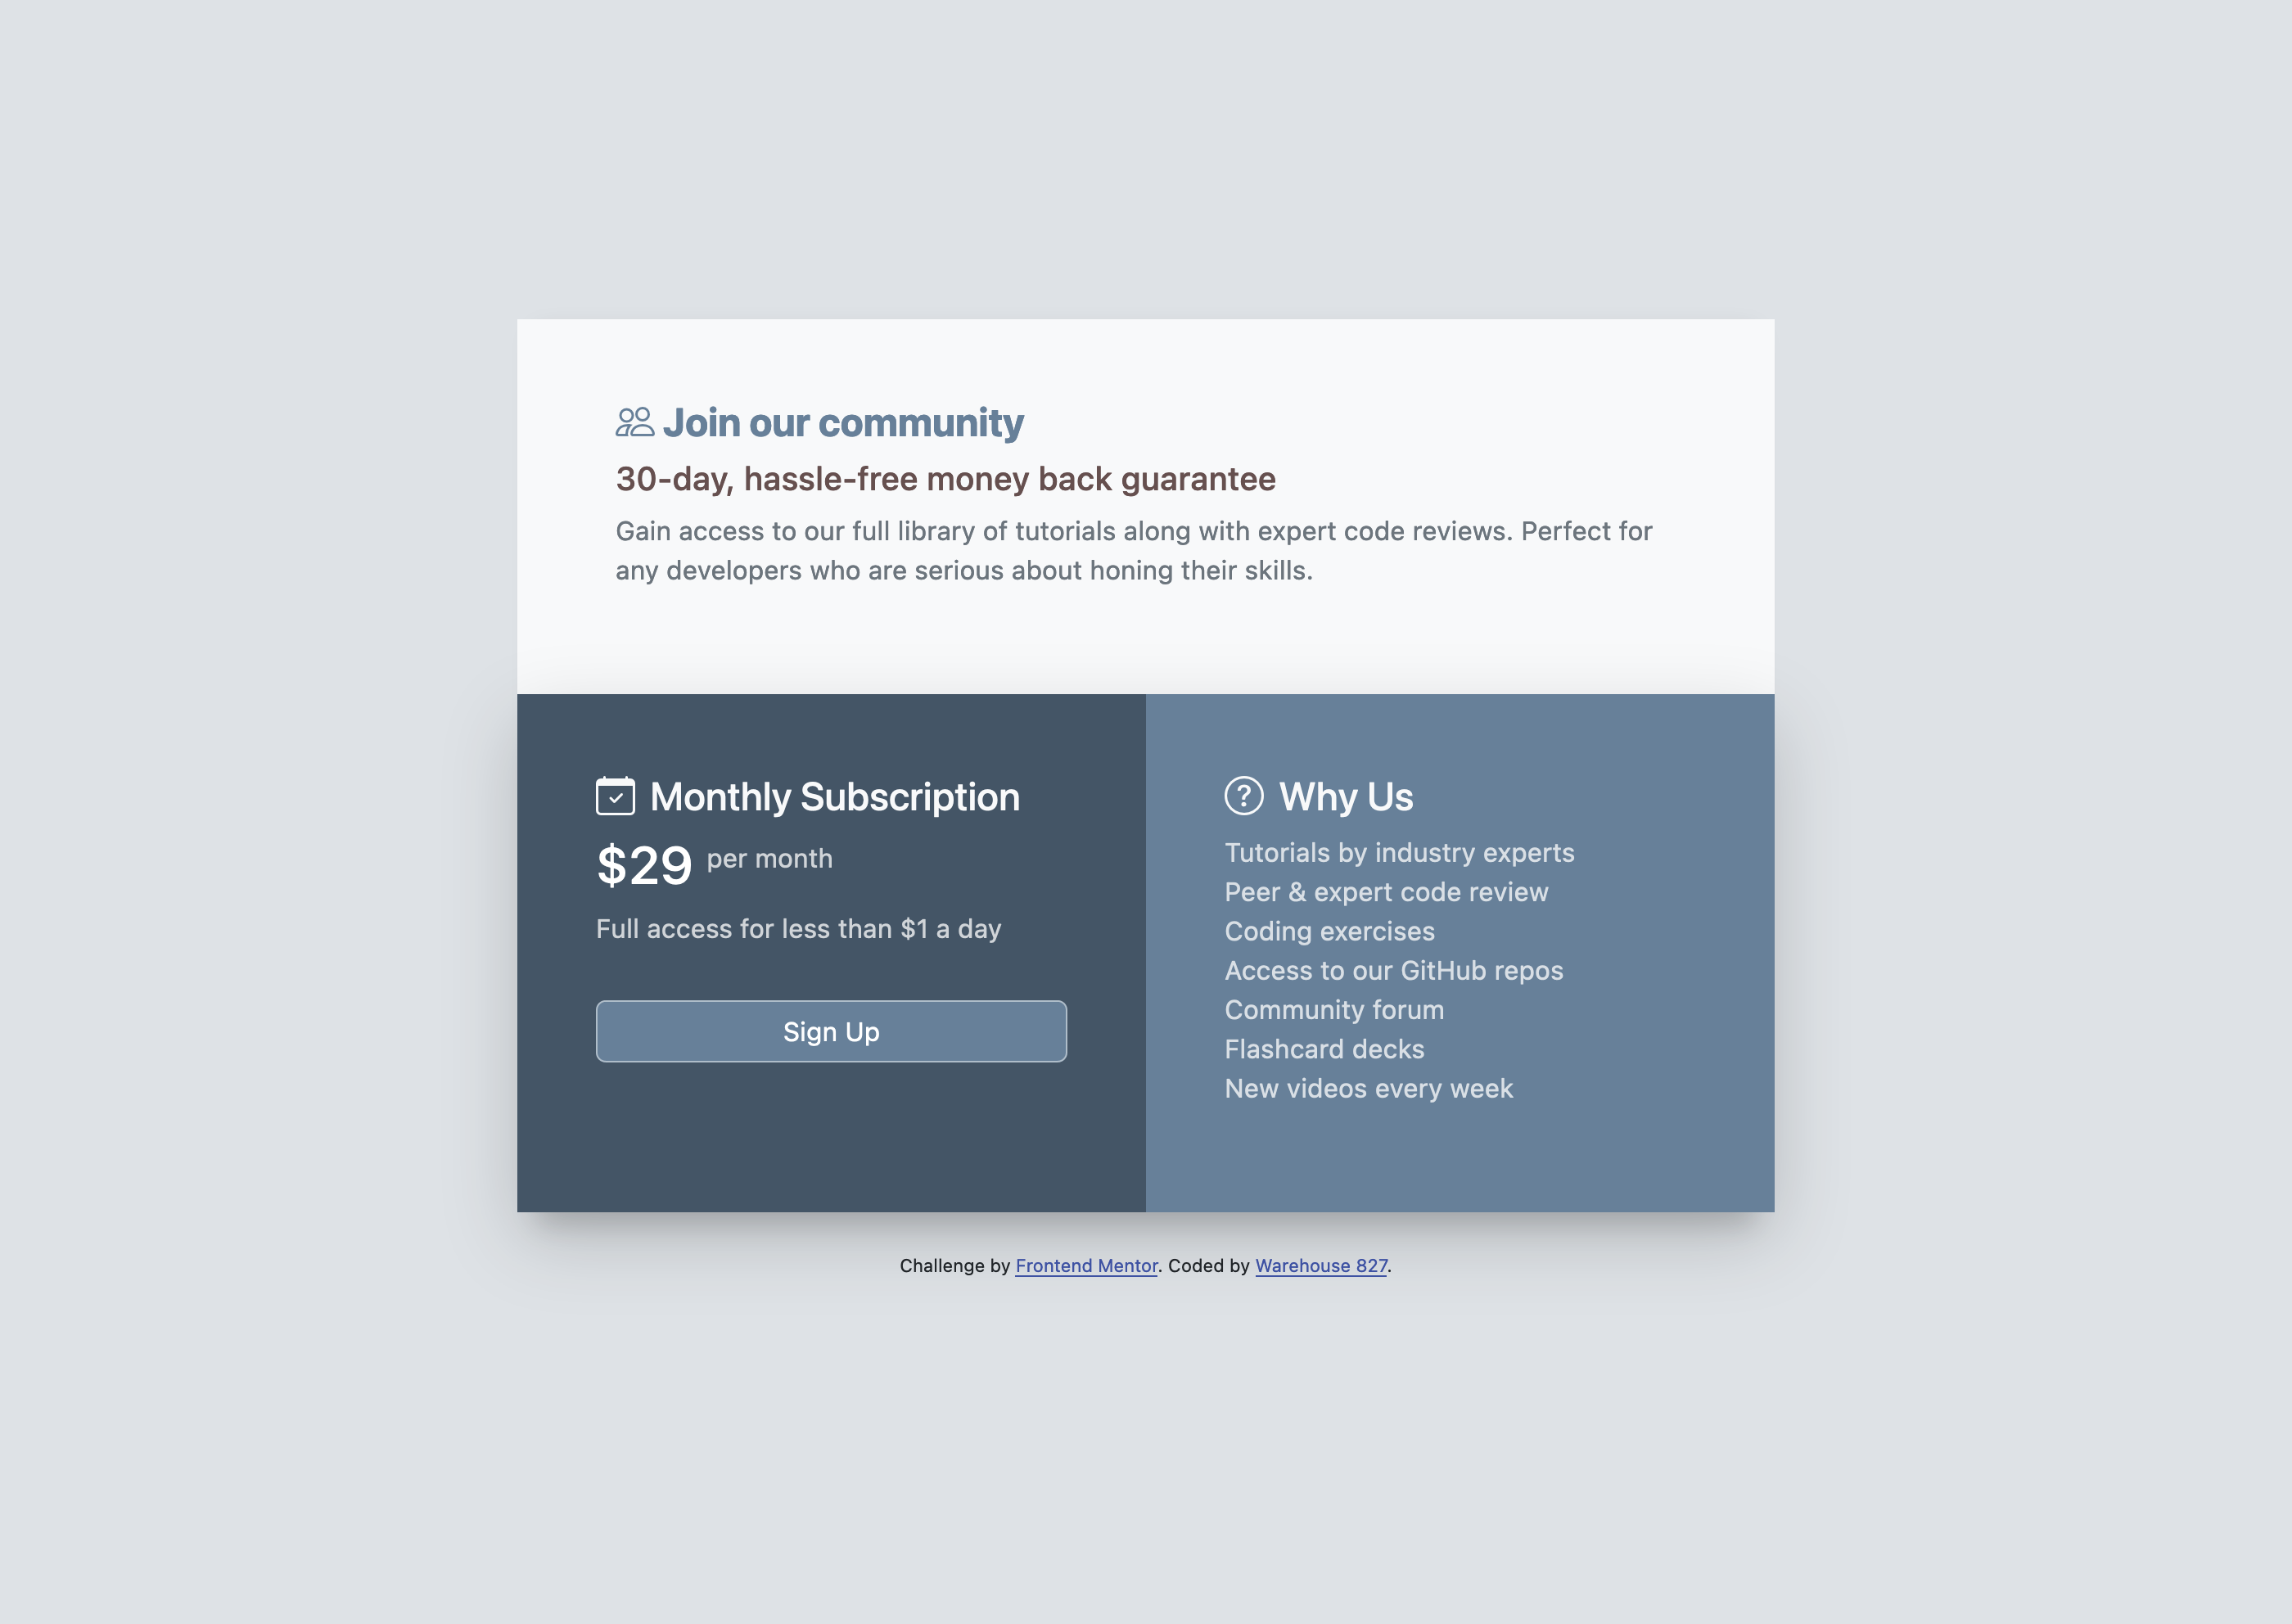 Join our community
30-day, hassle-free money back guarantee
Gain access to our full library of tutorials along with expert code reviews. Perfect for
any developers who are serious about honing their skills.
Monthly Subscription
$29 per month
Full access for less than $1 a day
Sign Up
Why Us
Tutorials by industry experts
Peer & expert code review
Coding exercises
Access to our GitHub repos
Community forum
Flashcard decks
New videos every week
Challenge by Frontend Mentor. Coded by Warehouse 827.